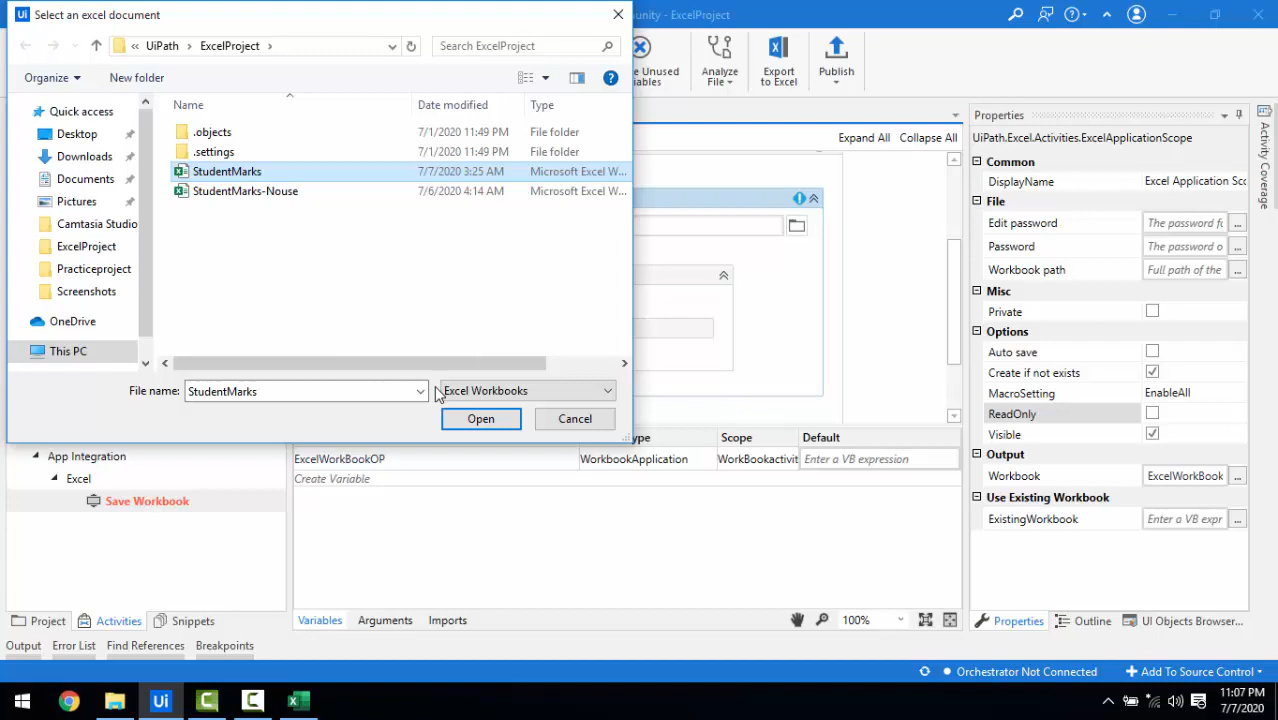 Ui Select an excel document
unity - ExcelProject
« UiPath › ExcelProject ›
Search ExcelProject
Organize
New folder
e Unused
ables
Analyze
File
Export
to Excel
Publish
Name
Date modified
Type
Quick access
Desktop
Downloads
Documents
Pictures
Camtasia Studio
ExcelProject
Practiceproject
Screenshots
OneDrive
This PC
.objects 7/1/2020 11:49 PM File folder
.settings 7/1/2020 11:49 PM File folder
StudentMarks 7/7/2020 3:25 AM Microsoft Excel W...
StudentMarks-Nouse 7/6/2020 4:14 AM Microsoft Excel W...
File name: StudentMarks
Excel Workbooks
Open
Cancel
Expand All Collapse All
Properties
UiPath.Excel.Activities.ExcelApplicationScope
Common
DisplayName Excel Application Sco
File
Edit password The password fo
Password The password o
Workbook path Full path of the
Misc
Private
Options
Auto save
Create if not exists
MacroSetting EnableAll
ReadOnly
Visible
Output
Workbook ExcelWorkBook
Use Existing Workbook
ExistingWorkbook Enter a VB expr
Activity Coverage
App Integration
Excel
Save Workbook
type Scope Default
ExcelWorkBookOP WorkbookApplication WorkBookactivit Enter a VB expression
Create Variable
Project Activities Snippets
Variables Arguments Imports
100%
Properties Outline UI Objects Browser...
Output Error List Find References Breakpoints
Orchestrator Not Connected
Add To Source Control
Ui
11:07 PM
7/7/2020